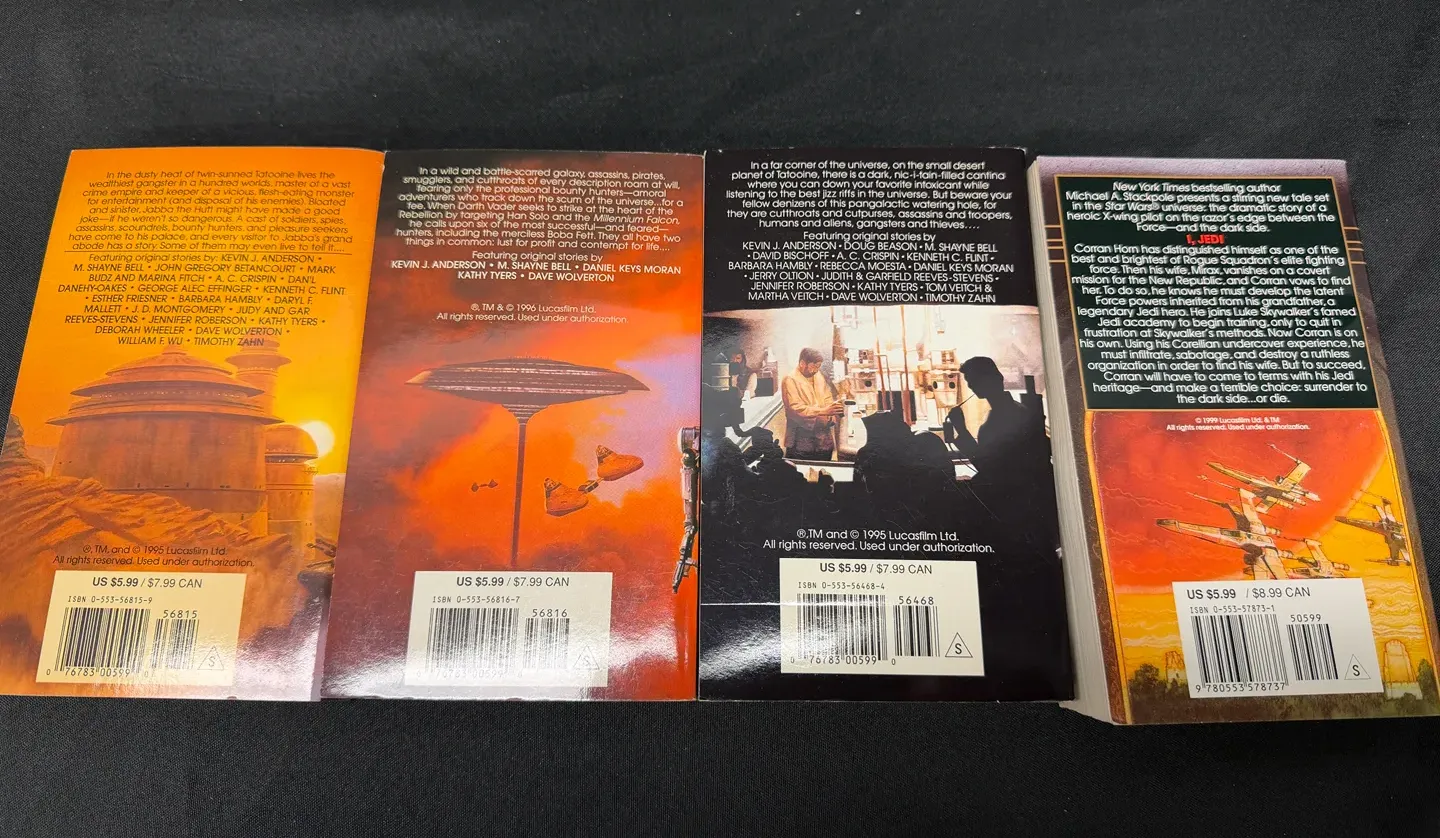 In the dusty heat of twin-sunned Tatooine lives the
wealthiest gangster in a hundred worlds, master of a vast
crime empire and keeper of a vicious, flesh-eating monster
for entertainment (and disposal of his enemies). Bloated
and sinister, Jabba the Hutt might have made a good
joke—if he weren't so dangerous. A cast of soldiers, spies,
assassins, scoundrels, bounty hunters, and pleasure seekers
have come to his palace, and every visitor to Jabba's grand
abode has a story. Some of them may even live to tell it....
Featuring original stories by: KEVIN J. ANDERSON •
M. SHAYNE BELL • JOHN GREGORY BETANCOURT • MARK
BUDZ AND MARINA FITCH • A. C. CRISPIN • DAN'L
DANEHY-OAKES • GEORGE ALEC EFFINGER • KENNETH C. FLINT
• ESTHER FRIESNER • BARBARA HAMBLY • DARYL F.
MALLETT • J. D. MONTGOMERY • JUDY AND GAR
REEVES-STEVENS • JENNIFER ROBERSON • KATHY TYERS •
DEBORAH WHEELER • DAVE WOLVERTON •
WILLIAM F. WU • TIMOTHY ZAHN
®, TM, and © 1995 Lucasfilm Ltd.
All rights reserved. Used under authorization.
US $5.99 / $7.99 CAN
ISBN 0-553-56815-9
56815
0 76783 00599 0
S
In a wild and battle-scarred galaxy, assassins, pirates,
smugglers, and cutthroats of every description roam at will,
fearing only the professional bounty hunters—amoral
adventurers who track down the scum of the universe...for a
fee. When Darth Vader seeks to strike at the heart of the
Rebellion by targeting Han Solo and the Millennium Falcon,
he calls upon six of the most successful—and feared—
hunters, including the merciless Boba Fett. They all have two
things in common: lust for profit and contempt for life....
Featuring original stories by
KEVIN J. ANDERSON • M. SHAYNE BELL • DANIEL KEYS MORAN
KATHY TYERS • DAVE WOLVERTON
®, TM & © 1996 Lucasfilm Ltd.
All rights reserved. Used under authorization.
US $5.99 / $7.99 CAN
ISBN 0-553-56816-7
56816
0 76783 00599
S
In a far corner of the universe, on the small desert
planet of Tatooine, there is a dark, nic-i-tain-filled cantina
where you can down your favorite intoxicant while
listening to the best jizz riffs in the universe. But beware your
fellow denizens of this pangalactic watering hole, for
they are cutthroats and cutpurses, assassins and troopers,
humans and aliens, gangsters and thieves....
Featuring original stories by
KEVIN J. ANDERSON • DOUG BEASON • M. SHAYNE BELL
• DAVID BISCHOFF • A. C. CRISPIN • KENNETH C. FLINT •
BARBARA HAMBLY • REBECCA MOESTA • DANIEL KEYS MORAN
• JERRY OLTION • JUDITH & GARFIELD REEVES-STEVENS •
JENNIFER ROBERSON • KATHY TYERS • TOM VEITCH &
MARTHA VEITCH • DAVE WOLVERTON • TIMOTHY ZAHN
®, TM and © 1995 Lucasfilm Ltd.
All rights reserved. Used under authorization.
US $5.99 / $7.99 CAN
ISBN 0-553-56468-4
56468
0 76783 00599 0
S
New York Times bestselling author
Michael A. Stackpole presents a stirring new tale set
in the Star Wars® universe: the dramatic story of a
heroic X-wing pilot on the razor's edge between the
Force—and the dark side.
I, JEDI
Corran Horn has distinguished himself as one of the
best and brightest of Rogue Squadron's elite fighting
force. Then his wife, Mirax, vanishes on a covert
mission for the New Republic, and Corran vows to find
her. To do so, he knows he must develop the latent
Force powers inherited from his grandfather, a
legendary Jedi hero. He joins Luke Skywalker's famed
Jedi academy to begin training, only to quit in
frustration at Skywalker's methods. Now Corran is on
his own. Using his Corellian undercover experience, he
must infiltrate, sabotage, and destroy a ruthless
organization in order to find his wife. But to succeed,
Corran will have to come to terms with his Jedi
heritage—and make a terrible choice: surrender to
the dark side...or die.
© 1999 Lucasfilm Ltd. & TM
All rights reserved. Used under authorization.
US $5.99 / $8.99 CAN
ISBN 0-553-57873-1
50599
9 780553 578737
S